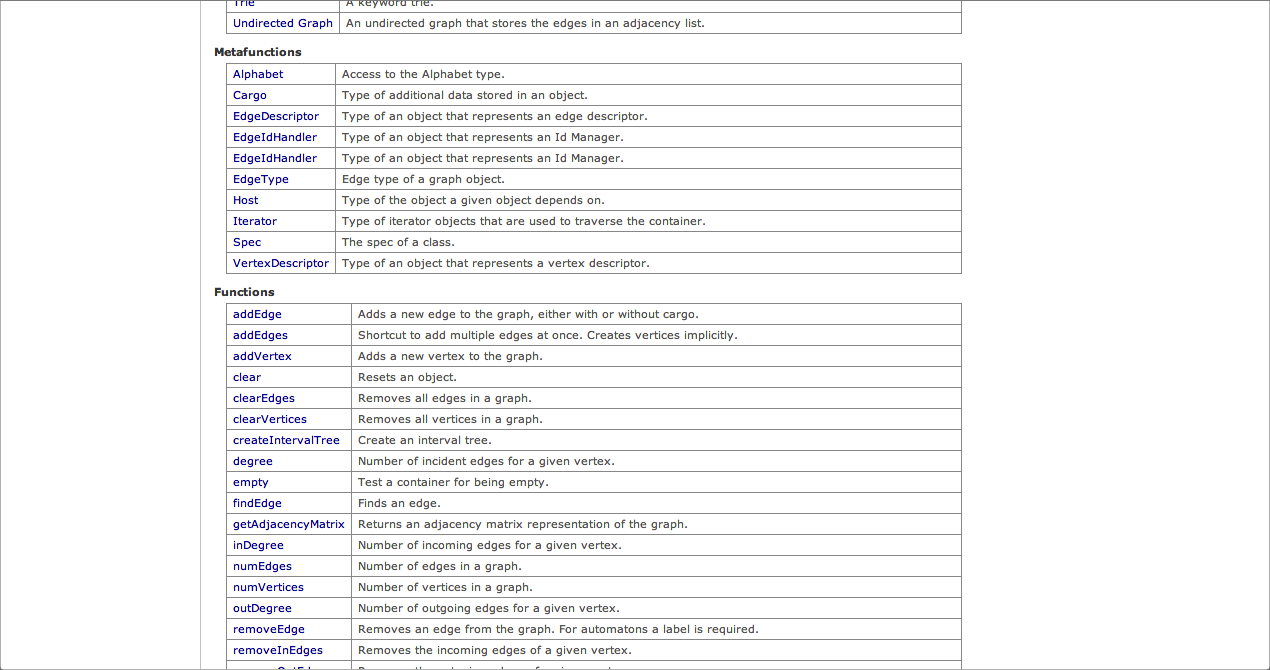 Trie A keyword trie.
Undirected Graph An undirected graph that stores the edges in an adjacency list.
Metafunctions
Alphabet Access to the Alphabet type.
Cargo Type of additional data stored in an object.
EdgeDescriptor Type of an object that represents an edge descriptor.
EdgeIdHandler Type of an object that represents an Id Manager.
EdgeIdHandler Type of an object that represents an Id Manager.
EdgeType Edge type of a graph object.
Host Type of the object a given object depends on.
Iterator Type of iterator objects that are used to traverse the container.
Spec The spec of a class.
VertexDescriptor Type of an object that represents a vertex descriptor.
Functions
addEdge Adds a new edge to the graph, either with or without cargo.
addEdges Shortcut to add multiple edges at once. Creates vertices implicitly.
addVertex Adds a new vertex to the graph.
clear Resets an object.
clearEdges Removes all edges in a graph.
clearVertices Removes all vertices in a graph.
createIntervalTree Create an interval tree.
degree Number of incident edges for a given vertex.
empty Test a container for being empty.
findEdge Finds an edge.
getAdjacencyMatrix Returns an adjacency matrix representation of the graph.
inDegree Number of incoming edges for a given vertex.
numEdges Number of edges in a graph.
numVertices Number of vertices in a graph.
outDegree Number of outgoing edges for a given vertex.
removeEdge Removes an edge from the graph. For automatons a label is required.
removeInEdges Removes the incoming edges of a given vertex.